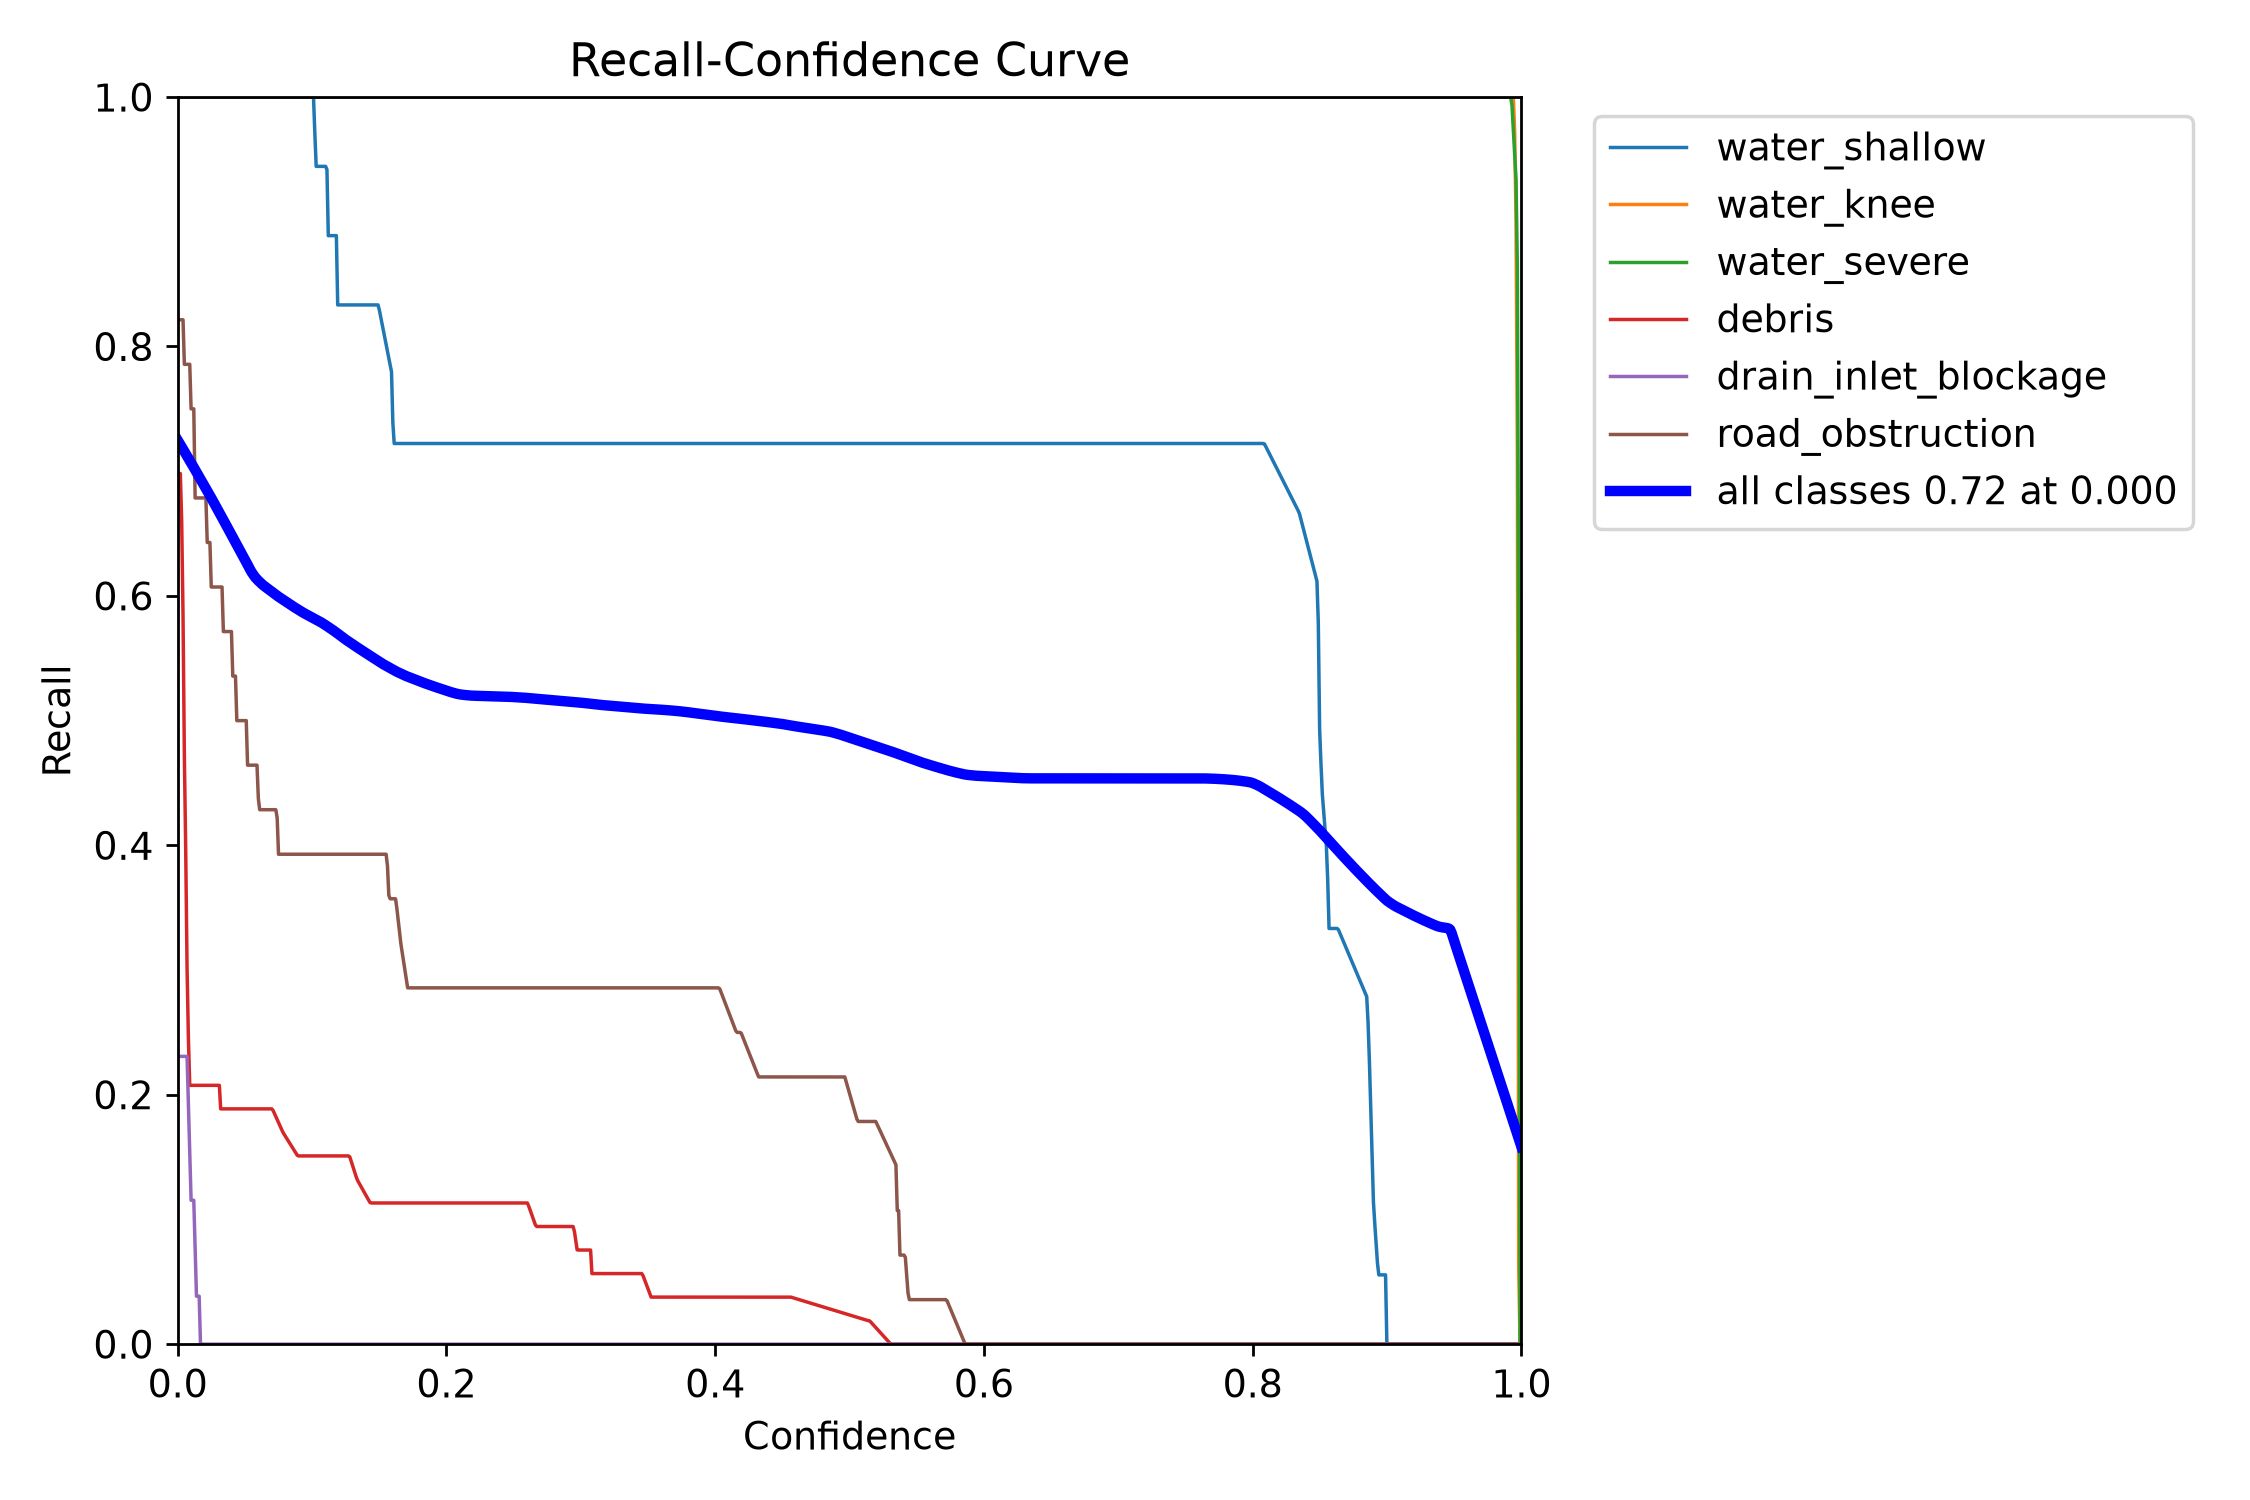 Recall-Confidence Curve
1.0
0.8
0.6
0.4
0.2
0.0
Recall
0.0 0.2 0.4 0.6 0.8 1.0
Confidence
water_shallow
water_knee
water_severe
debris
drain_inlet_blockage
road_obstruction
all classes 0.72 at 0.000